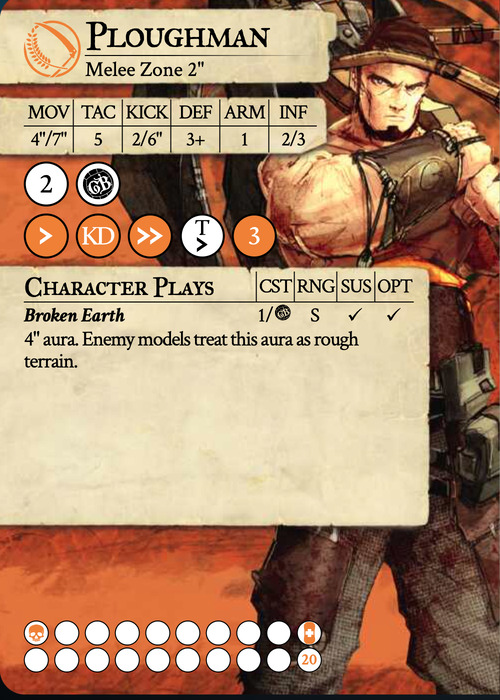 Ploughman
Melee Zone 2"
MOV TAC KICK DEF ARM INF
4"/7" 5 2/6" 3+ 1 2/3
2 GB
> KD >> T > 3
Character Plays CST RNG SUS OPT
Broken Earth 1/GB S ✓ ✓
4" aura. Enemy models treat this aura as rough
terrain.
20